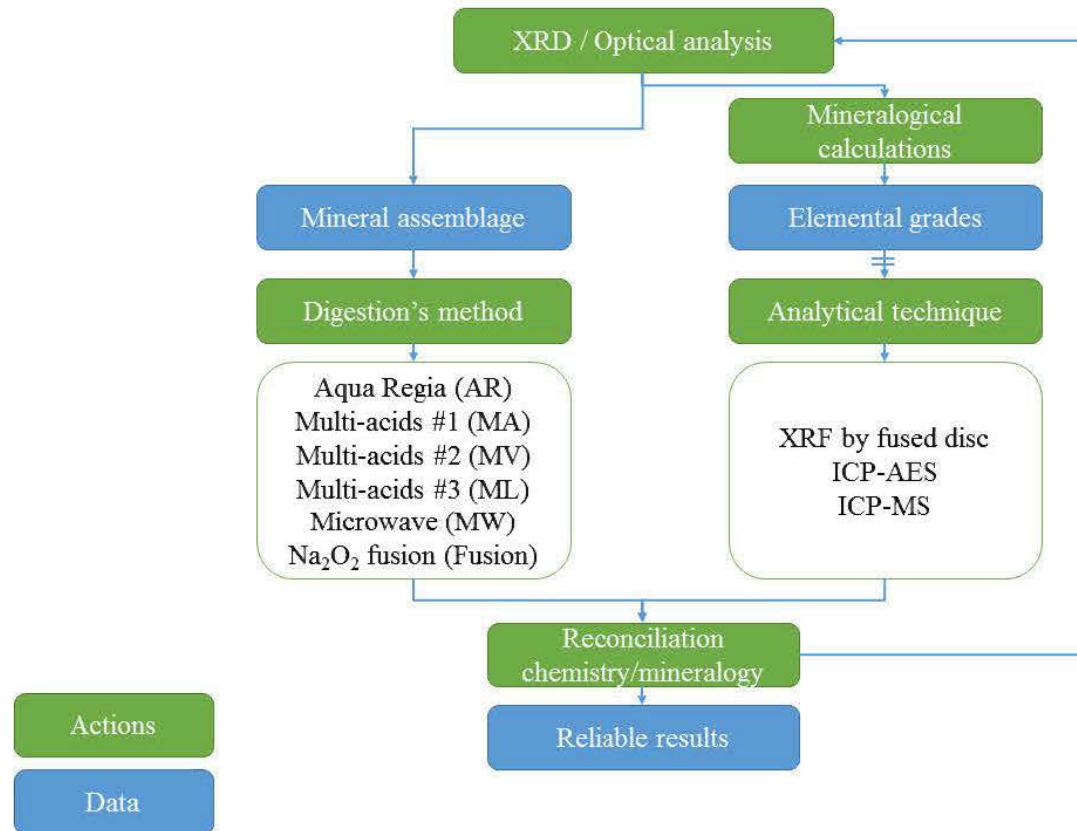 XRD / Optical analysis
Mineralogical
calculations
Mineral assemblage
Elemental grades
Digestion’s method
Analytical technique
Aqua Regia (AR)
Multi-acids #1 (MA)
Multi-acids #2 (MV)
Multi-acids #3 (ML)
Microwave (MW)
Na₂O₂ fusion (Fusion)
XRF by fused disc
ICP-AES
ICP-MS
Reconciliation
chemistry/mineralogy
Reliable results
Actions
Data